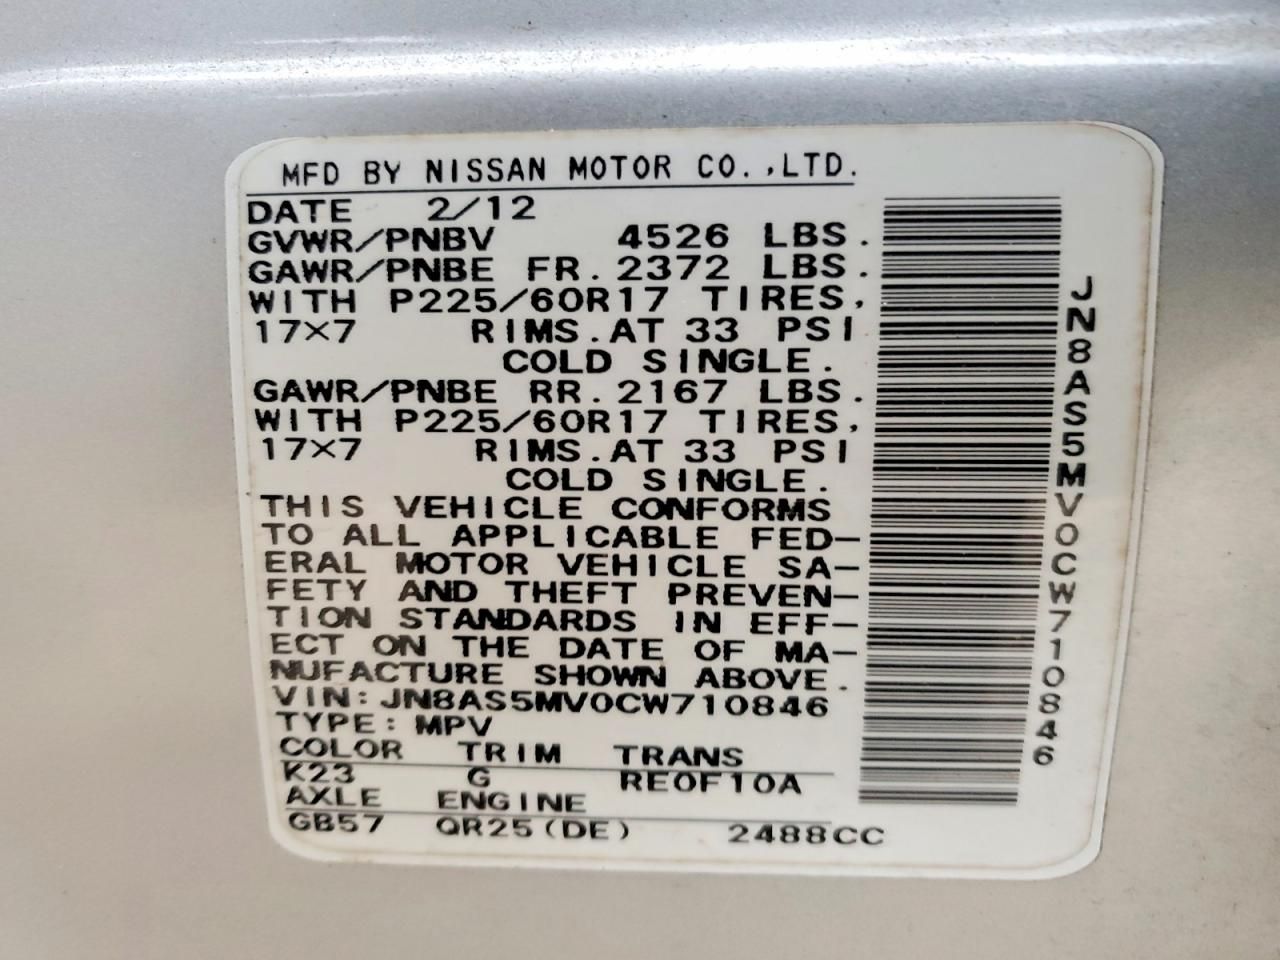 MFD BY NISSAN MOTOR CO.,LTD.
DATE 2/12
GVWR/PNBV 4526 LBS.
GAWR/PNBE FR. 2372 LBS.
WITH P225/60R17 TIRES,
17×7 RIMS. AT 33 PSI
COLD SINGLE.
GAWR/PNBE RR. 2167 LBS.
WITH P225/60R17 TIRES,
17×7 RIMS. AT 33 PSI
COLD SINGLE.
THIS VEHICLE CONFORMS
TO ALL APPLICABLE FED-
ERAL MOTOR VEHICLE SA-
FETY AND THEFT PREVEN-
TION STANDARDS IN EFF-
ECT ON THE DATE OF MA-
NUFACTURE SHOWN ABOVE.
VIN: JN8AS5MV0CW710846
TYPE: MPV
COLOR TRIM TRANS
K23 G RE0F10A
AXLE ENGINE
GB57 QR25(DE) 2488CC
JN8AS5MV0CW710846